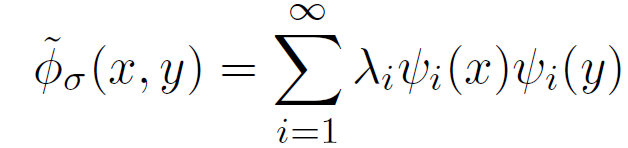 $\tilde{\phi}_\sigma(x, y) = \sum_{i=1}^{\infty} \lambda_i \psi_i(x) \psi_i(y)$